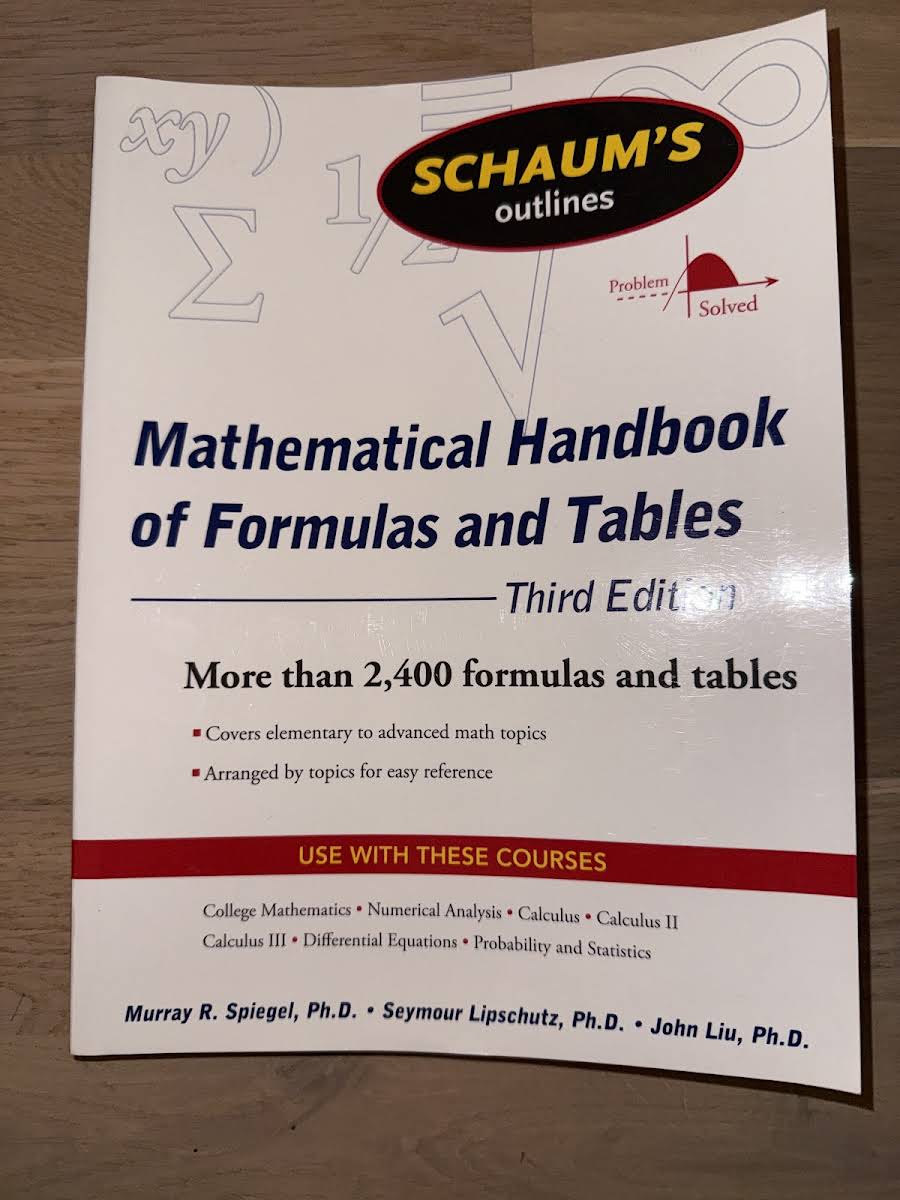 xy)
Σ
1/2
√
∞
SCHAUM'S
outlines
Problem
Solved
Mathematical Handbook
of Formulas and Tables
Third Edition
More than 2,400 formulas and tables
▪ Covers elementary to advanced math topics
▪ Arranged by topics for easy reference
USE WITH THESE COURSES
College Mathematics • Numerical Analysis • Calculus • Calculus II
Calculus III • Differential Equations • Probability and Statistics
Murray R. Spiegel, Ph.D. • Seymour Lipschutz, Ph.D. • John Liu, Ph.D.